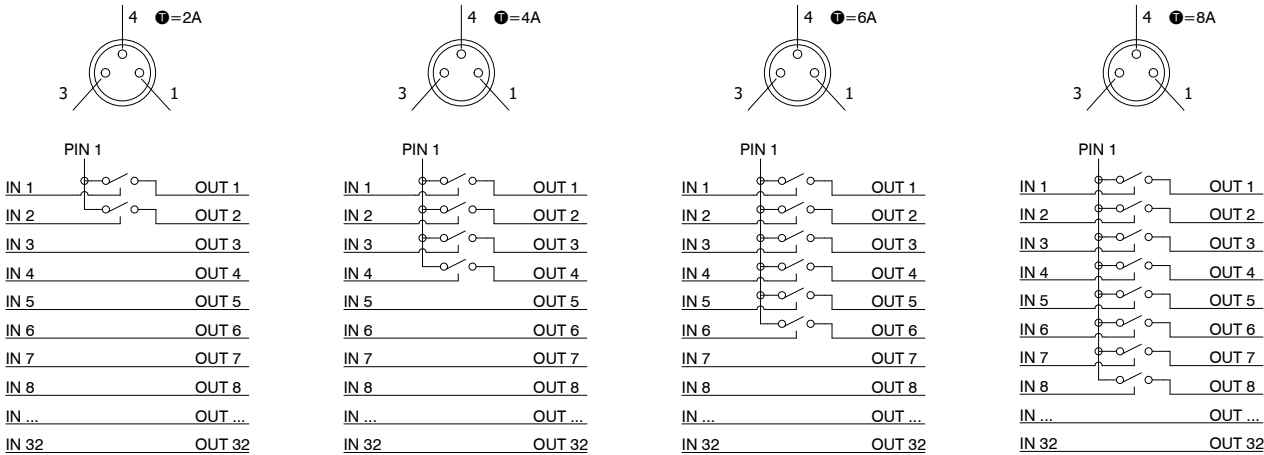 4 🅣=2A 4 🅣=4A 4 🅣=6A 4 🅣=8A
3 1 3 1 3 1 3 1
PIN 1 PIN 1 PIN 1 PIN 1
IN 1 OUT 1 IN 1 OUT 1 IN 1 OUT 1 IN 1 OUT 1
IN 2 OUT 2 IN 2 OUT 2 IN 2 OUT 2 IN 2 OUT 2
IN 3 OUT 3 IN 3 OUT 3 IN 3 OUT 3 IN 3 OUT 3
IN 4 OUT 4 IN 4 OUT 4 IN 4 OUT 4 IN 4 OUT 4
IN 5 OUT 5 IN 5 OUT 5 IN 5 OUT 5 IN 5 OUT 5
IN 6 OUT 6 IN 6 OUT 6 IN 6 OUT 6 IN 6 OUT 6
IN 7 OUT 7 IN 7 OUT 7 IN 7 OUT 7 IN 7 OUT 7
IN 8 OUT 8 IN 8 OUT 8 IN 8 OUT 8 IN 8 OUT 8
IN ... OUT ... IN ... OUT ... IN ... OUT ... IN ... OUT ...
IN 32 OUT 32 IN 32 OUT 32 IN 32 OUT 32 IN 32 OUT 32